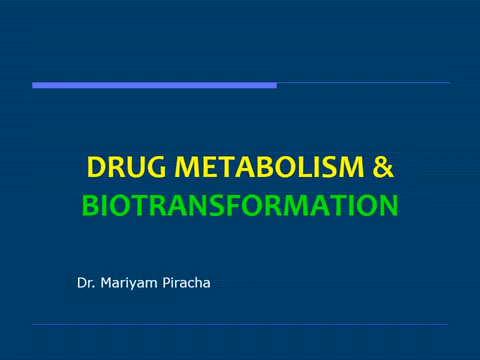 DRUG METABOLISM &
BIOTRANSFORMATION
Dr. Mariyam Piracha